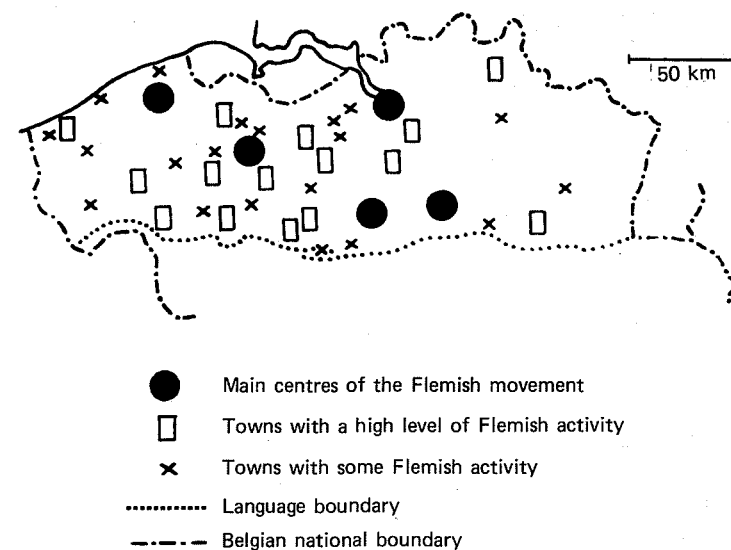 50 km
Main centres of the Flemish movement
Towns with a high level of Flemish activity
Towns with some Flemish activity
Language boundary
Belgian national boundary